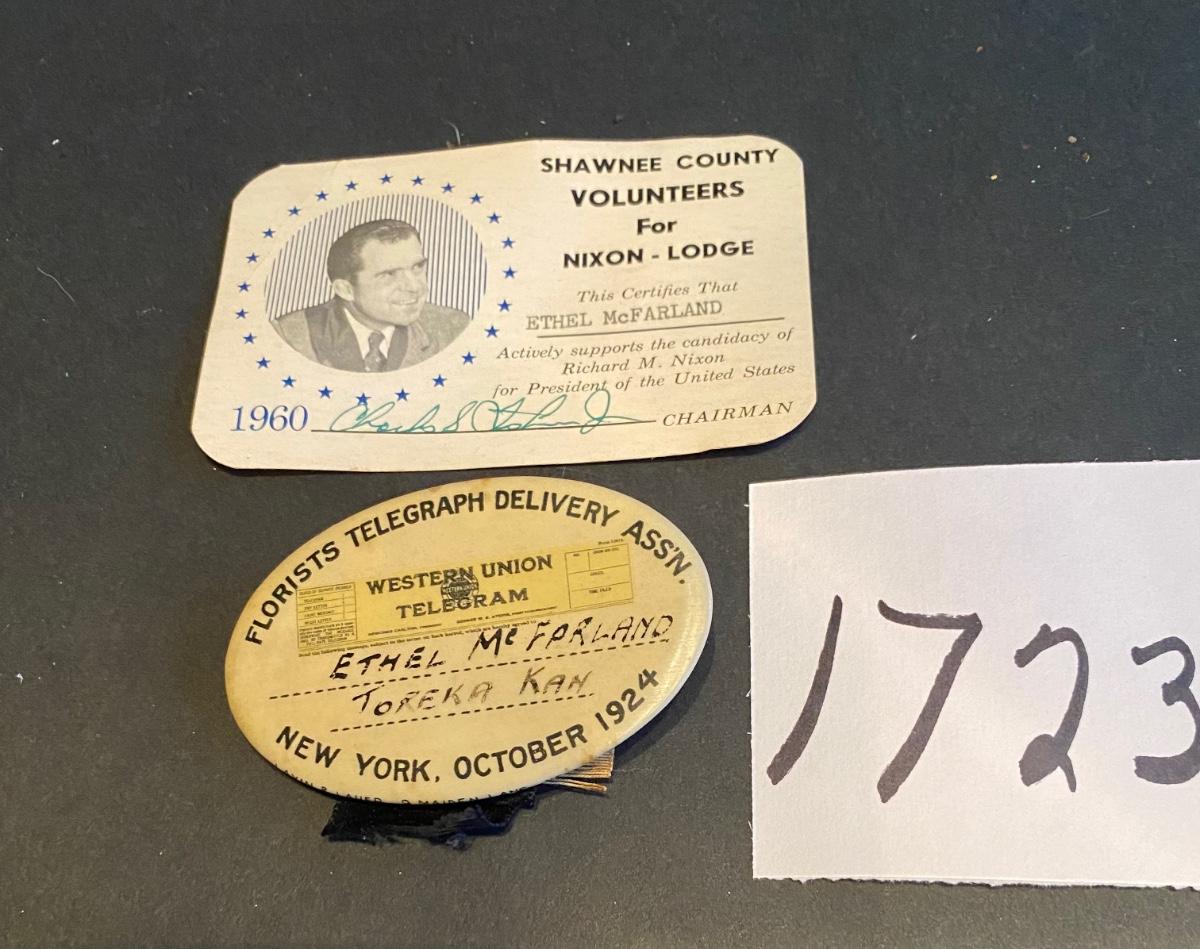 SHAWNEE COUNTY
VOLUNTEERS
For
NIXON - LODGE
This Certifies That
ETHEL McFARLAND
Actively supports the candidacy of
Richard M. Nixon
for President of the United States
1960 CHAIRMAN
FLORISTS TELEGRAPH DELIVERY ASS'N.
WESTERN UNION
WESTERN UNION
TELEGRAM
ETHEL McFARLAND
TOPEKA KAN
NEW YORK, OCTOBER 1924
1723